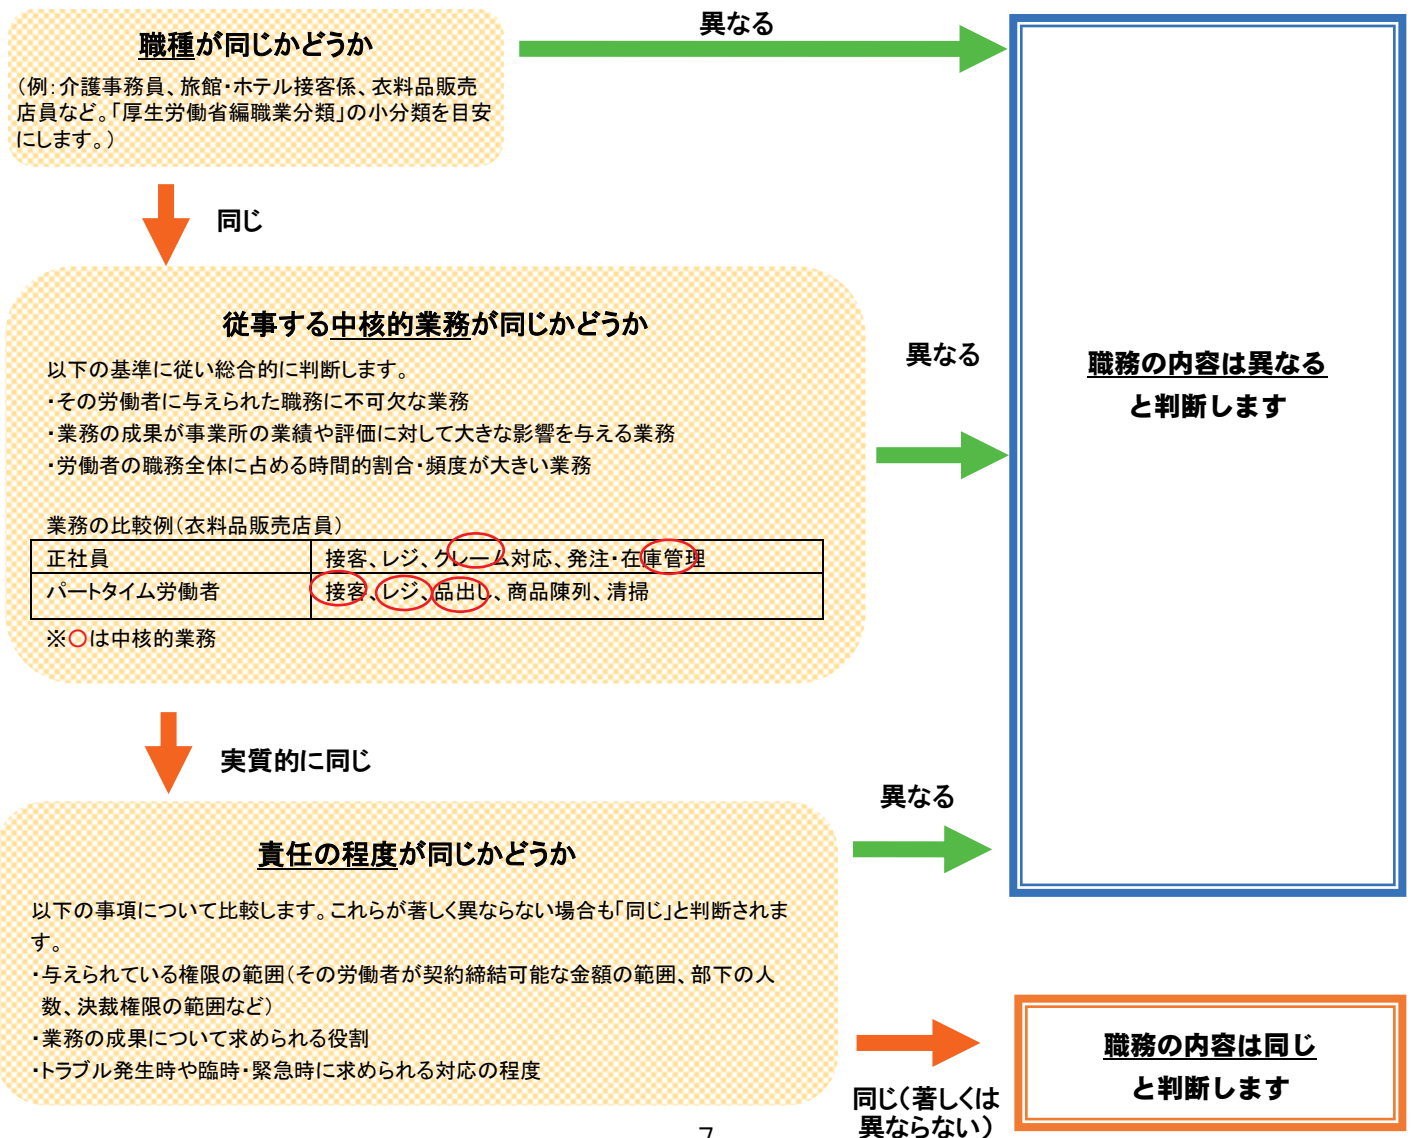 職種が同じかどうか
(例:介護事務員、旅館・ホテル接客係、衣料品販売
店員など。「厚生労働省編職業分類」の小分類を目安
にします。)
異なる
同じ
従事する中核的業務が同じかどうか
以下の基準に従い総合的に判断します。
・その労働者に与えられた職務に不可欠な業務
・業務の成果が事業所の業績や評価に対して大きな影響を与える業務
・労働者の職務全体に占める時間的割合・頻度が大きい業務
業務の比較例(衣料品販売店員)
正社員 接客、レジ、クレーム対応、発注・在庫管理
パートタイム労働者 接客、レジ、品出し、商品陳列、清掃
※○は中核的業務
異なる
職務の内容は異なる
と判断します
実質的に同じ
責任の程度が同じかどうか
以下の事項について比較します。これらが著しく異ならない場合も「同じ」と判断されま
す。
・与えられている権限の範囲(その労働者が契約締結可能な金額の範囲、部下の人
数、決裁権限の範囲など)
・業務の成果について求められる役割
・トラブル発生時や臨時・緊急時に求められる対応の程度
異なる
同じ(著しくは
異ならない)
職務の内容は同じ
と判断します
7